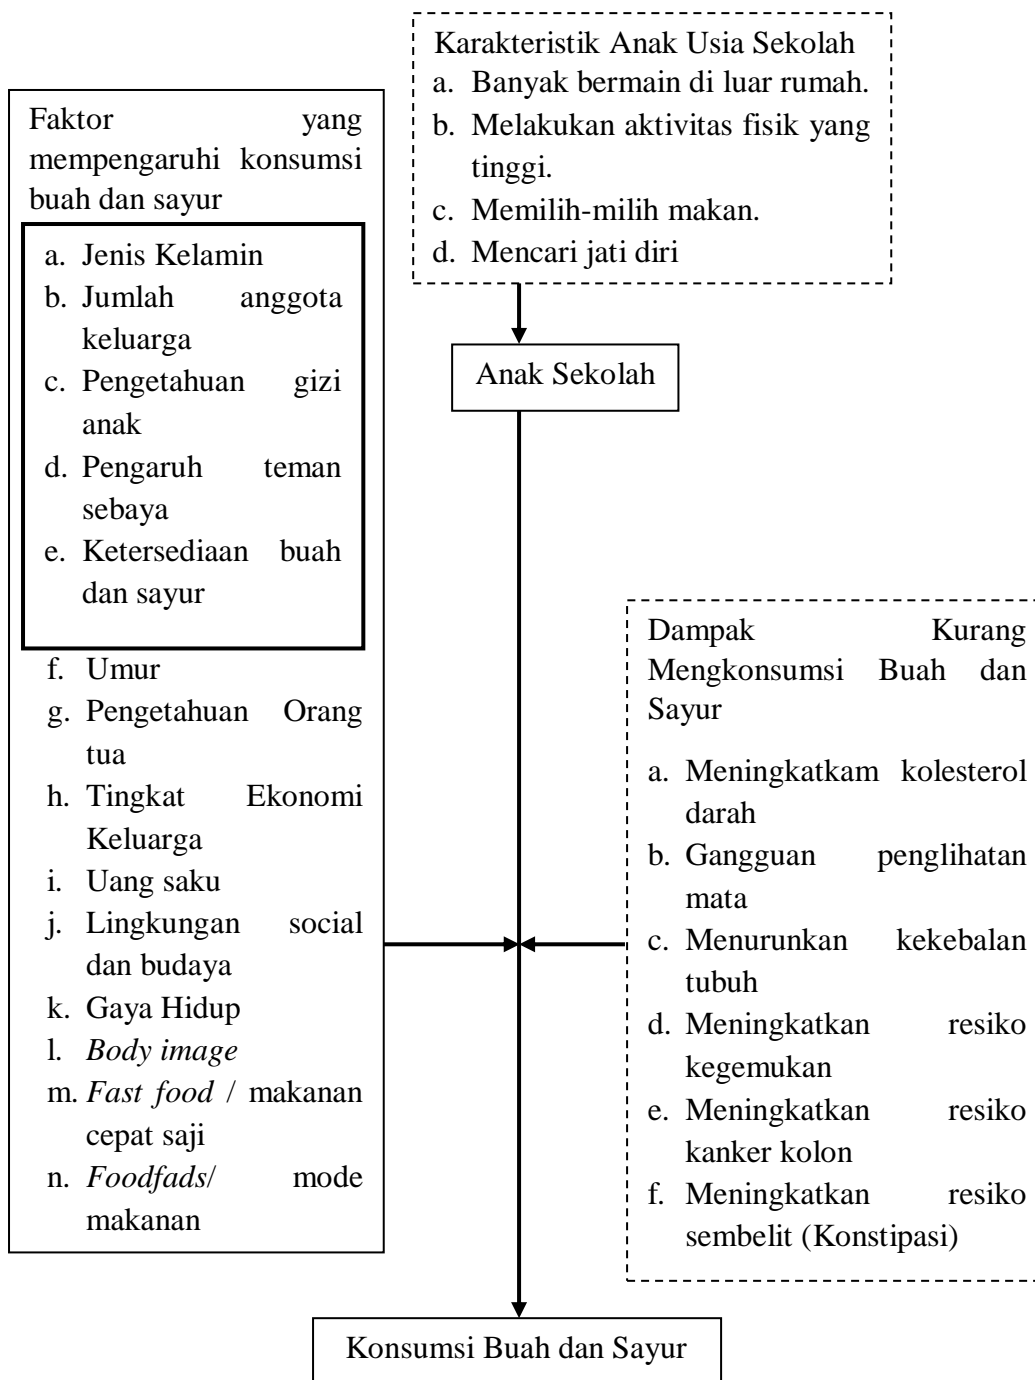 Karakteristik Anak Usia Sekolah
a. Banyak bermain di luar rumah.
b. Melakukan aktivitas fisik yang
tinggi.
c. Memilih-milih makan.
d. Mencari jati diri
Faktor yang
mempengaruhi konsumsi
buah dan sayur
a. Jenis Kelamin
b. Jumlah anggota
keluarga
c. Pengetahuan gizi
anak
d. Pengaruh teman
sebaya
e. Ketersediaan buah
dan sayur
f. Umur
g. Pengetahuan Orang
tua
h. Tingkat Ekonomi
Keluarga
i. Uang saku
j. Lingkungan social
dan budaya
k. Gaya Hidup
l. Body image
m. Fast food / makanan
cepat saji
n. Foodfads/ mode
makanan
Anak Sekolah
Dampak Kurang
Mengkonsumsi Buah dan
Sayur
a. Meningkatkam kolesterol
darah
b. Gangguan penglihatan
mata
c. Menurunkan kekebalan
tubuh
d. Meningkatkan resiko
kegemukan
e. Meningkatkan resiko
kanker kolon
f. Meningkatkan resiko
sembelit (Konstipasi)
Konsumsi Buah dan Sayur